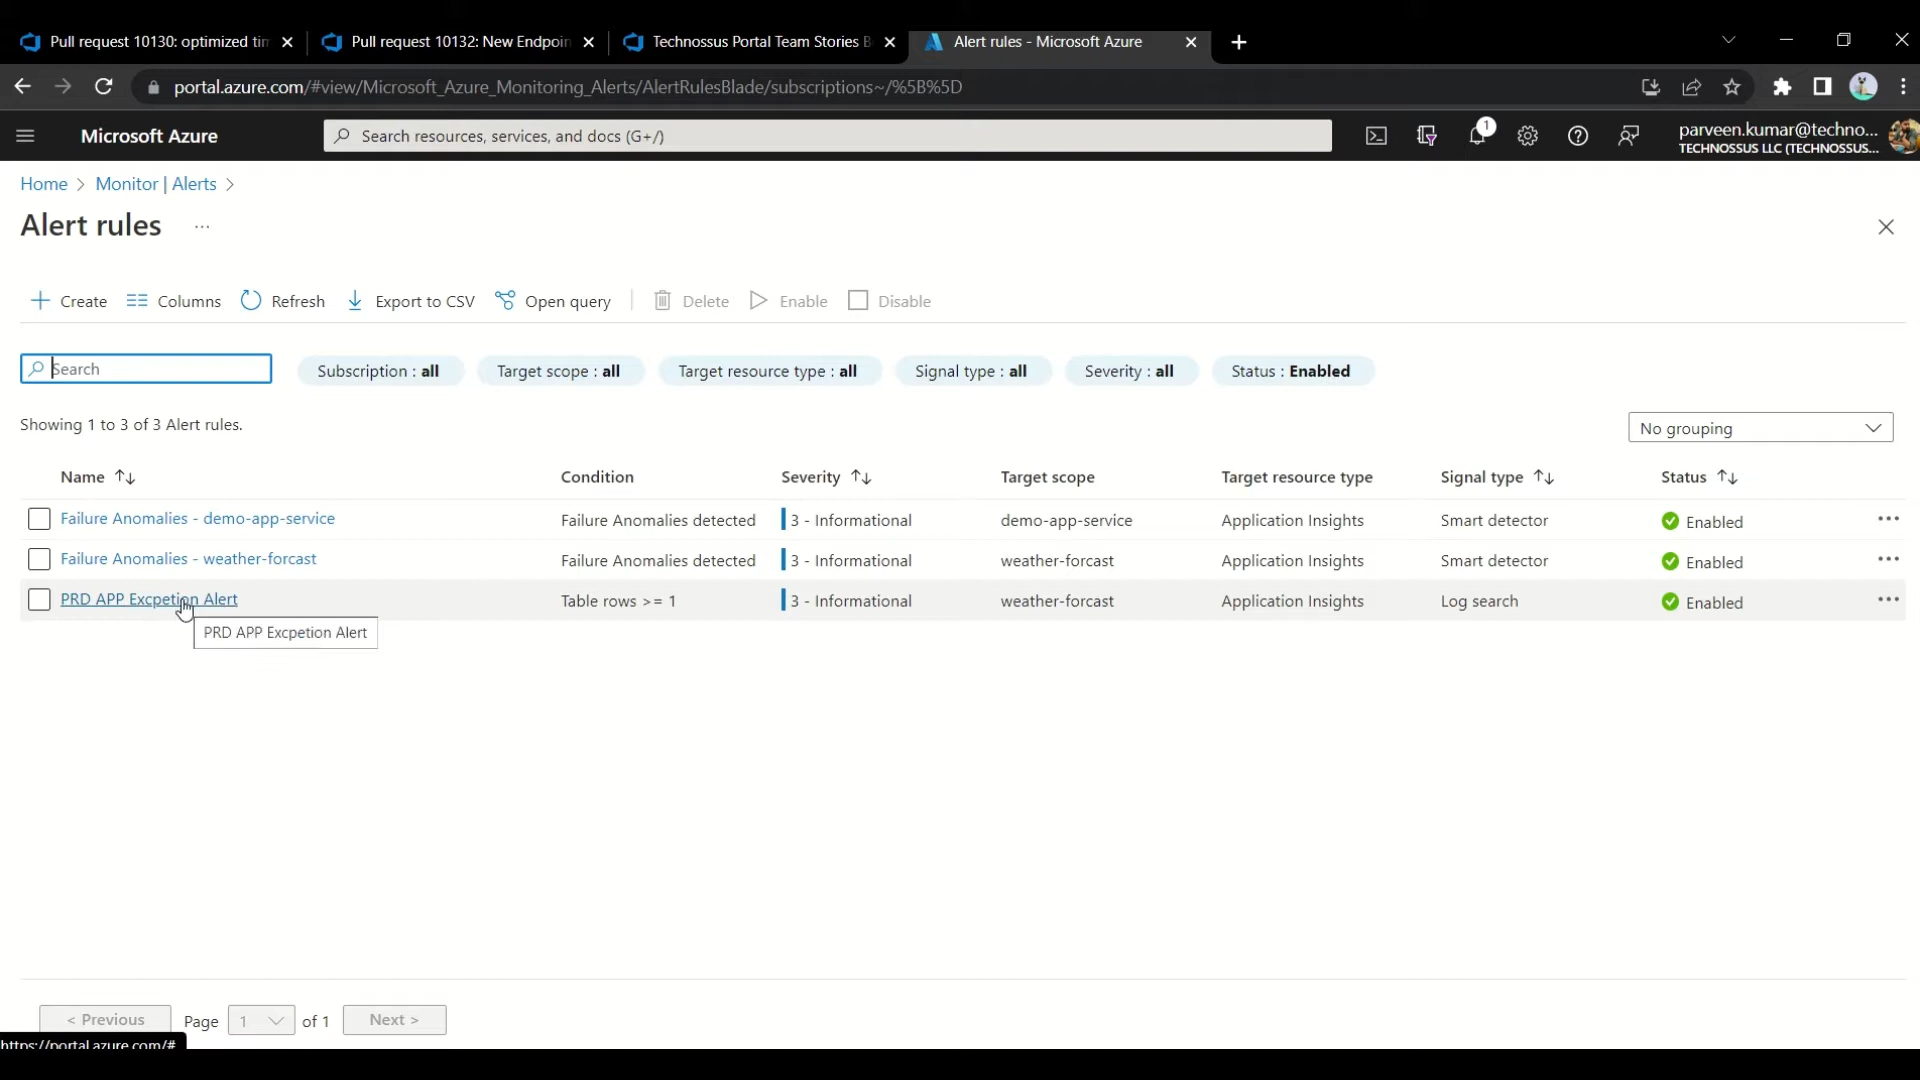 Pull request 10130: optimized tin
Pull request 10132: New Endpoin
Technossus Portal Team Stories B
Alert rules - Microsoft Azure
portal.azure.com/#view/Microsoft_Azure_Monitoring_Alerts/AlertRulesBlade/subscriptions~/%5B%5D
Microsoft Azure
Search resources, services, and docs (G+/)
1
parveen.kumar@techno...
TECHNOSSUS LLC (TECHNOSSUS...
Home > Monitor | Alerts >
Alert rules ...
Create Columns Refresh Export to CSV Open query Delete Enable Disable
Search
Subscription : all
Target scope : all
Target resource type : all
Signal type : all
Severity : all
Status : Enabled
Showing 1 to 3 of 3 Alert rules.
No grouping
Name Condition Severity Target scope Target resource type Signal type Status
Failure Anomalies - demo-app-service Failure Anomalies detected 3 - Informational demo-app-service Application Insights Smart detector Enabled
Failure Anomalies - weather-forcast Failure Anomalies detected 3 - Informational weather-forcast Application Insights Smart detector Enabled
PRD APP Excpetion Alert Table rows >= 1 3 - Informational weather-forcast Application Insights Log search Enabled
PRD APP Excpetion Alert
< Previous Page 1 of 1 Next >
https://portal.azure.com/#